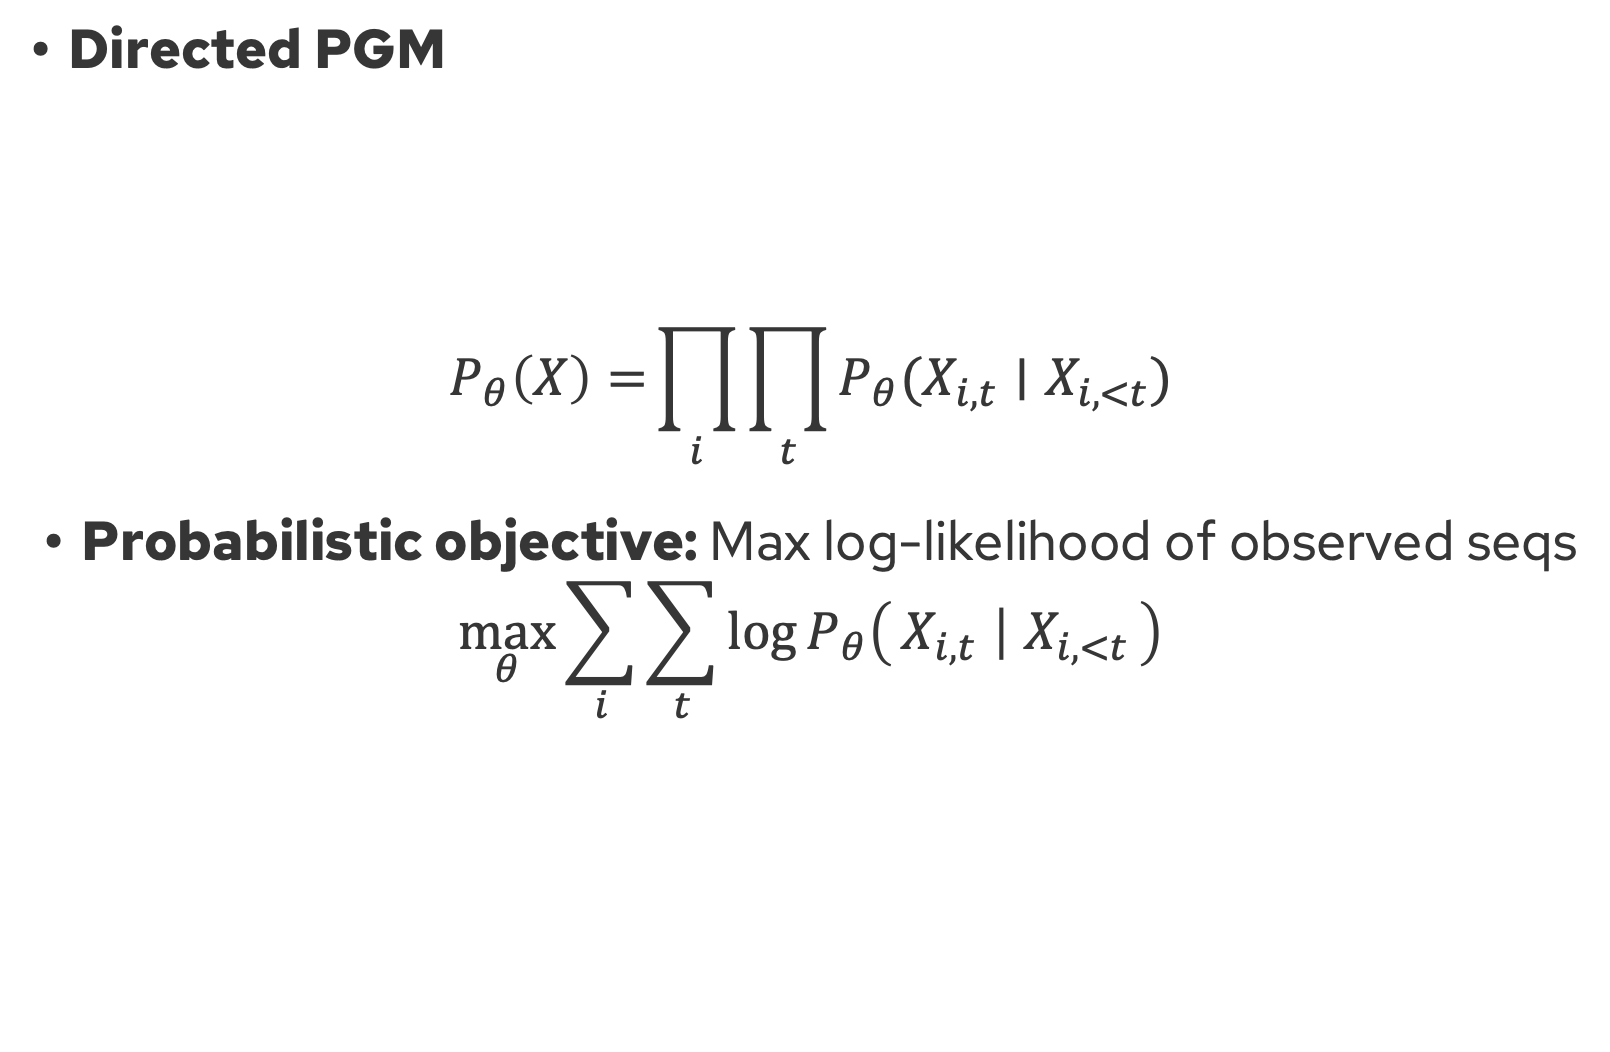 • Directed PGM
P_θ(X) = ∏_i ∏_t P_θ(X_{i,t} | X_{i,<t})
• Probabilistic objective: Max log-likelihood of observed seqs
max_θ ∑_i ∑_t log P_θ( X_{i,t} | X_{i,<t} )